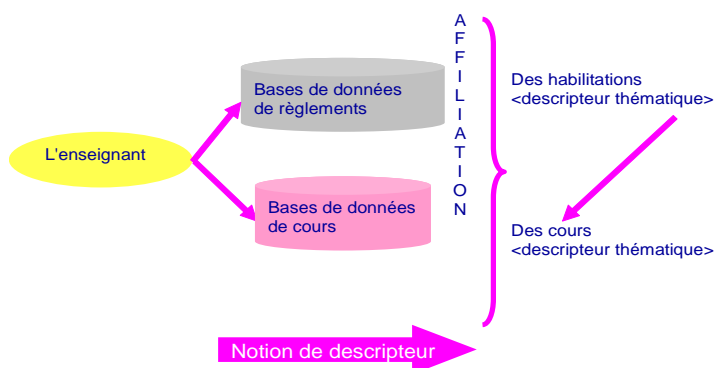 L'enseignant
Bases de données
de règlements
Bases de données
de cours
A
F
F
I
L
I
A
T
I
O
N
Des habilitations
<descripteur thématique>
Des cours
<descripteur thématique>
Notion de descripteur